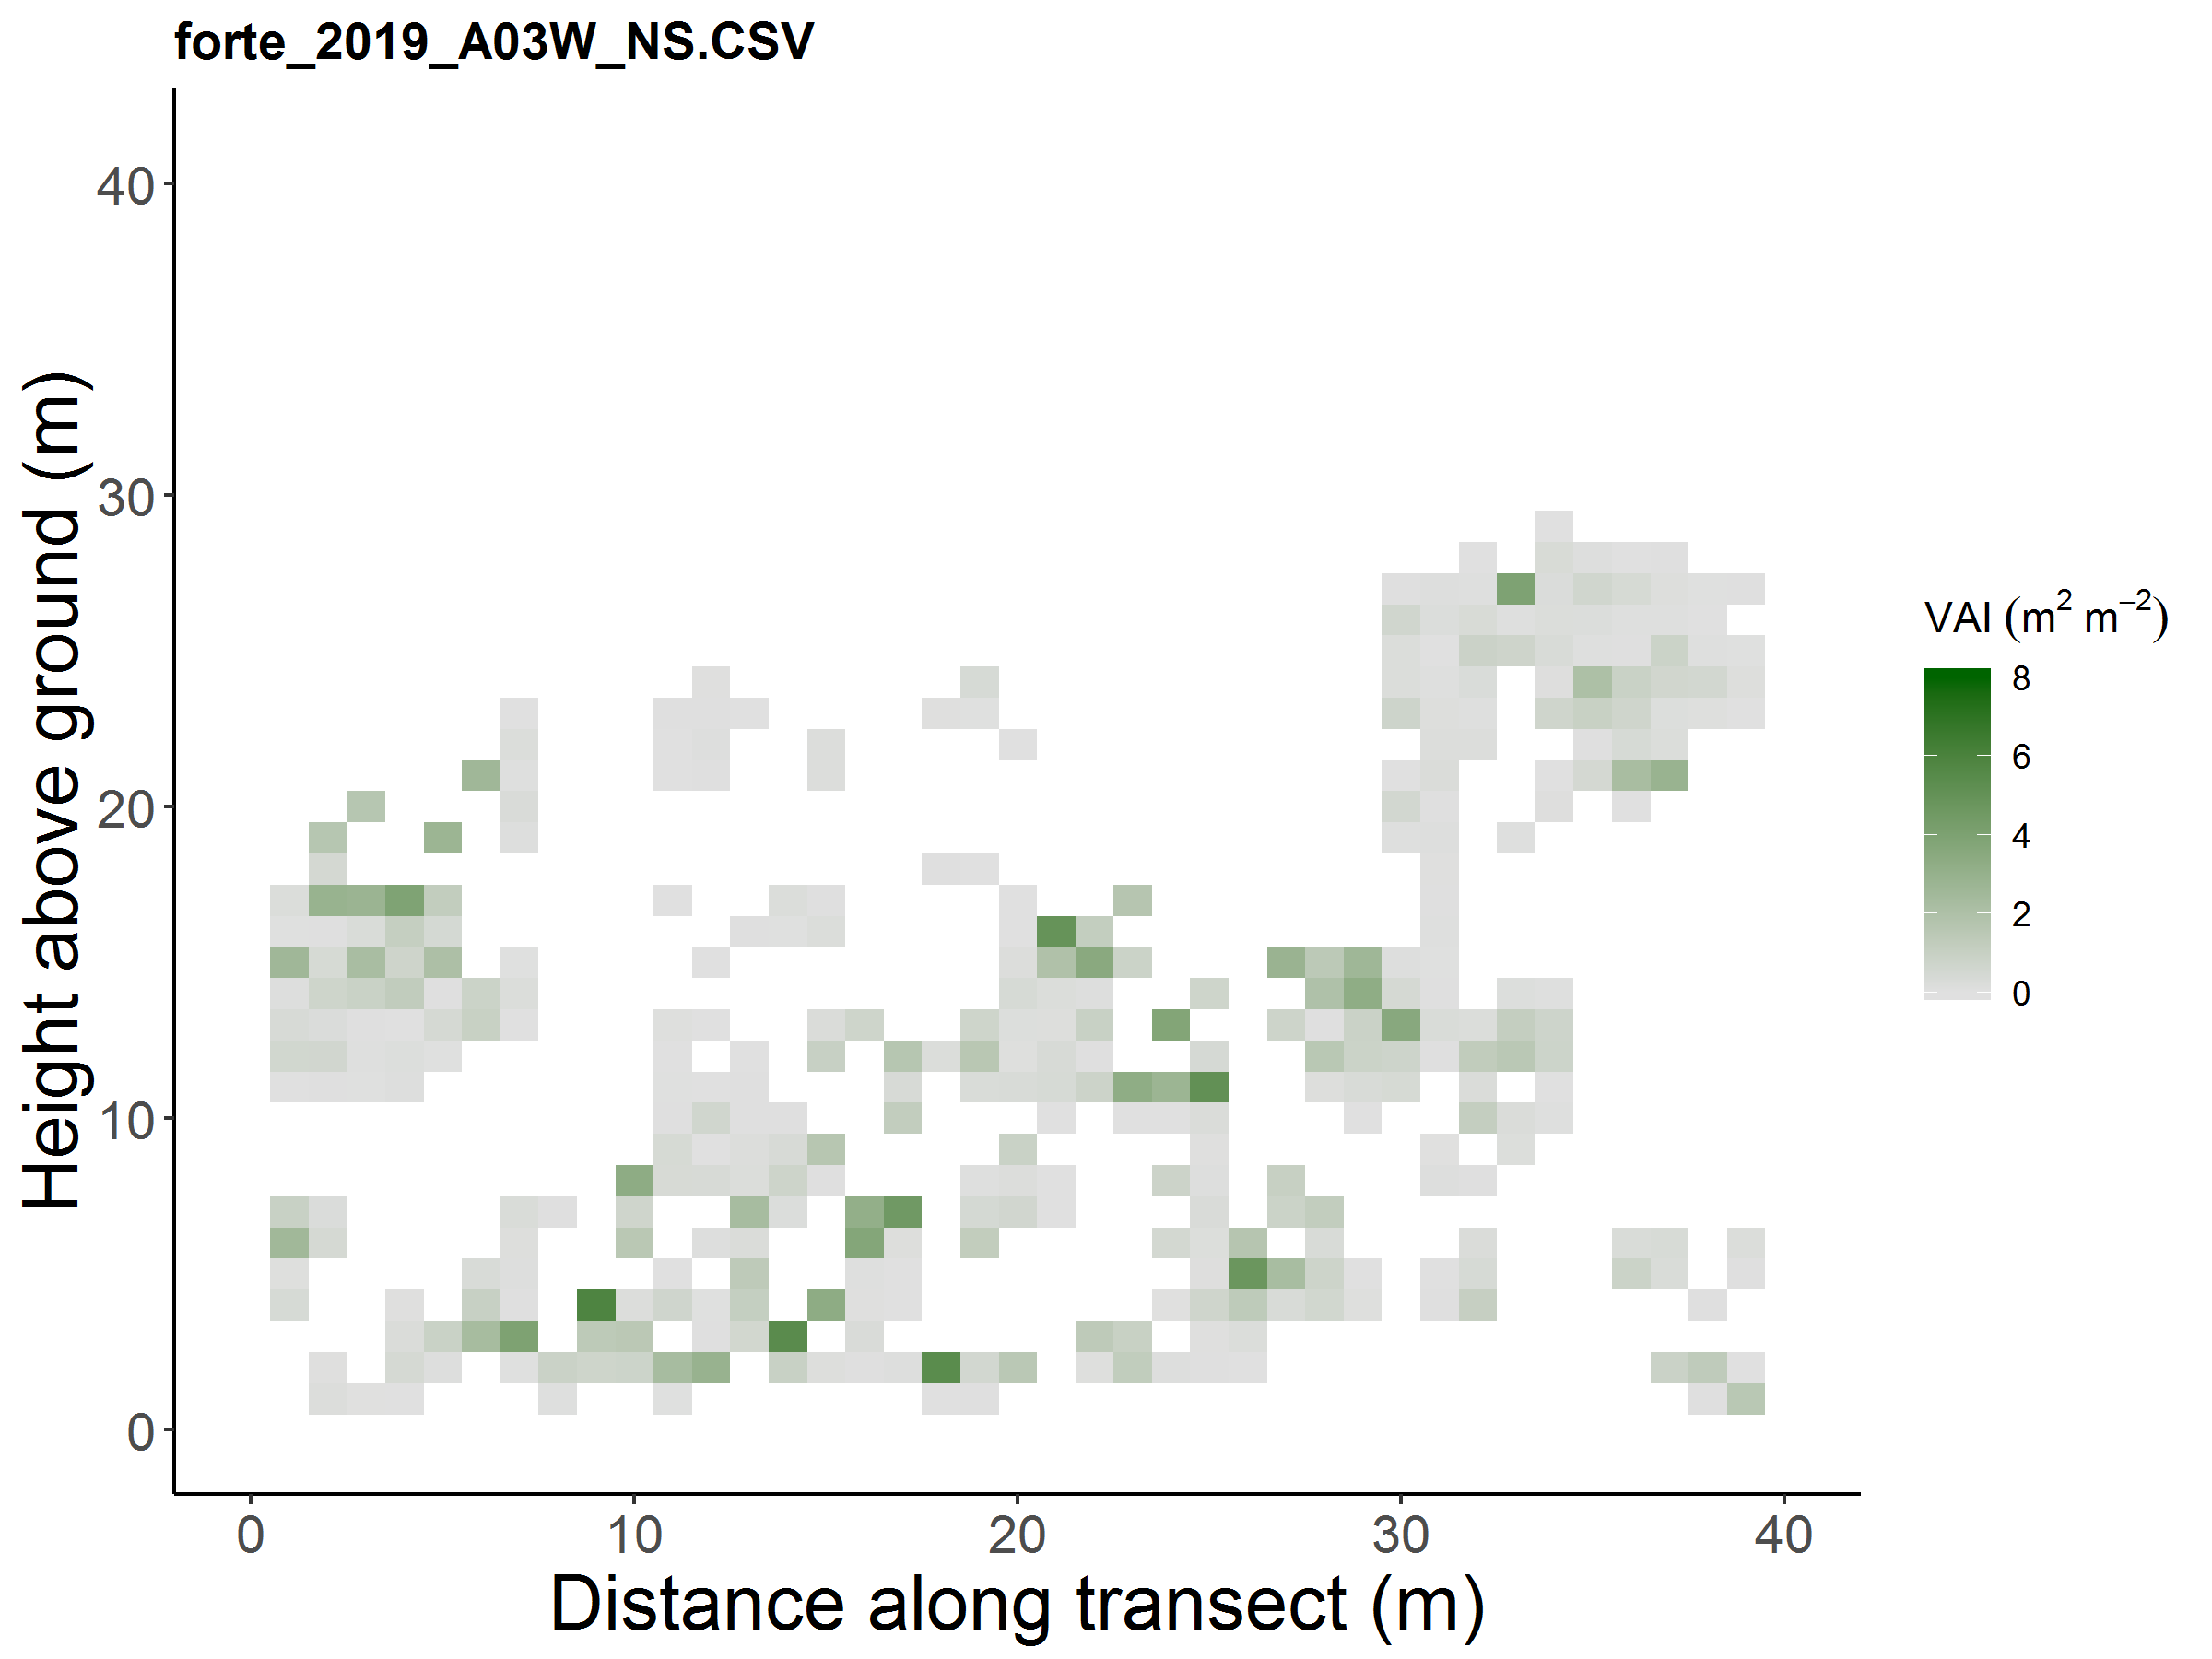 forte_2019_A03W_NS.CSV
40
30
20
10
0
Height above ground (m)
0 10 20 30 40
Distance along transect (m)
VAI (m² m⁻²)
8
6
4
2
0